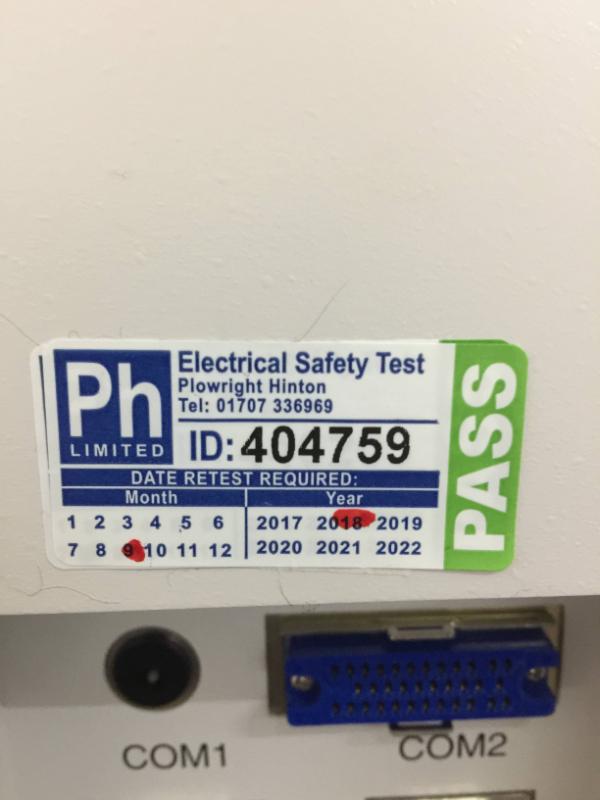 Ph
LIMITED
Electrical Safety Test
Plowright Hinton
Tel: 01707 336969
ID: 404759
DATE RETEST REQUIRED:
Month Year
1 2 3 4 5 6 2017 2018 2019
7 8 9 10 11 12 2020 2021 2022
PASS
COM1 COM2